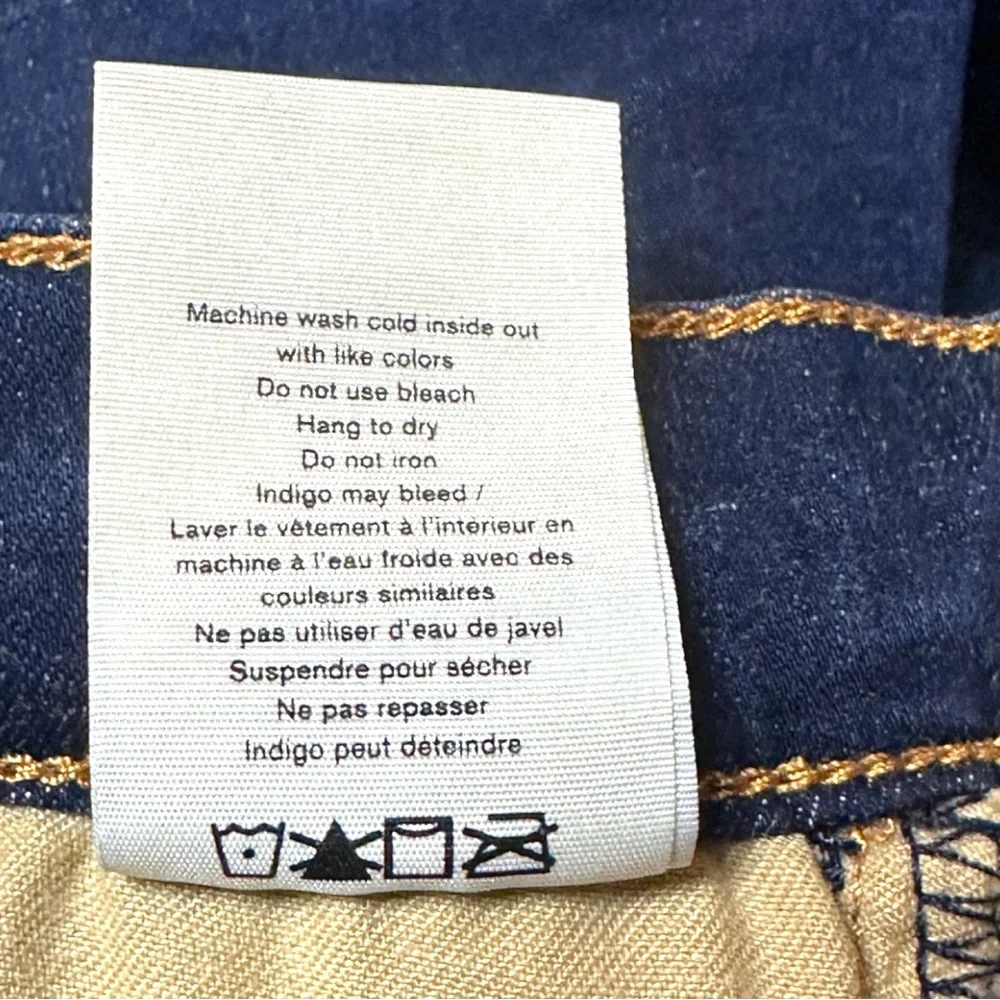 Machine wash cold inside out
with like colors
Do not use bleach
Hang to dry
Do not iron
Indigo may bleed /
Laver le vêtement à l'intérieur en
machine à l'eau froide avec des
couleurs similaires
Ne pas utiliser d'eau de javel
Suspendre pour sécher
Ne pas repasser
Indigo peut déteindre